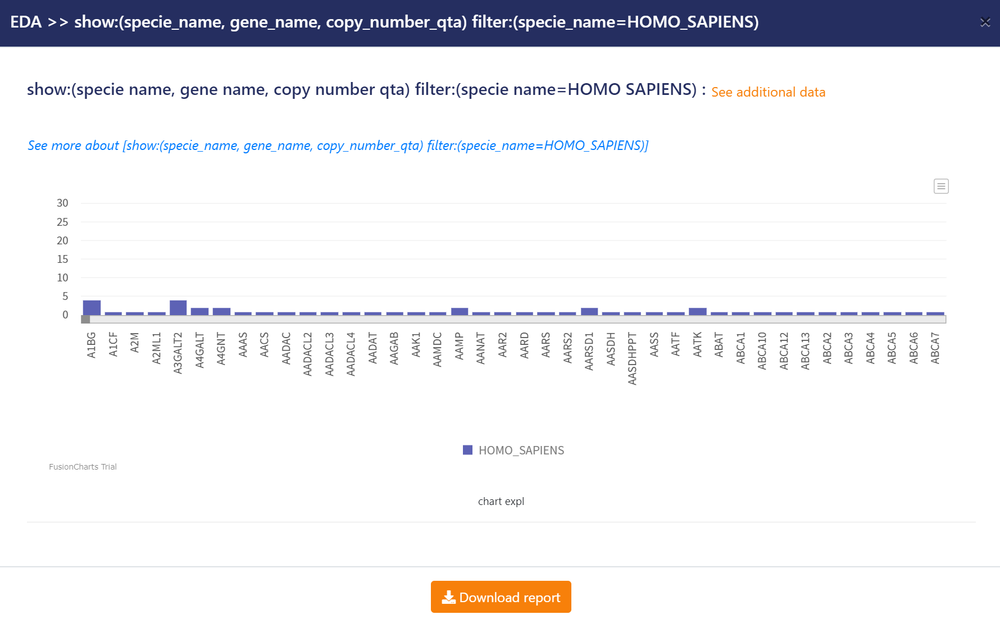 EDA >> show:(specie_name, gene_name, copy_number_qta) filter:(specie_name=HOMO_SAPIENS)
show:(specie name, gene name, copy number qta) filter:(specie name=HOMO SAPIENS) : See additional data
See more about [show:(specie_name, gene_name, copy_number_qta) filter:(specie_name=HOMO_SAPIENS)]
30
25
20
15
10
5
0
A1BG
A1CF
A2M
A2ML1
A3GALT2
A4GALT
A4GNT
AAAS
AACS
AADAC
AADACL2
AADACL3
AADACL4
AADAT
AAGAB
AAK1
AAMDC
AAMP
AANAT
AAR2
AARD
AARS
AARS2
AARSD1
AASDH
AASDHPPT
AASS
AATF
AATK
ABAT
ABCA1
ABCA10
ABCA12
ABCA13
ABCA2
ABCA3
ABCA4
ABCA5
ABCA6
ABCA7
HOMO_SAPIENS
FusionCharts Trial
chart expl
Download report